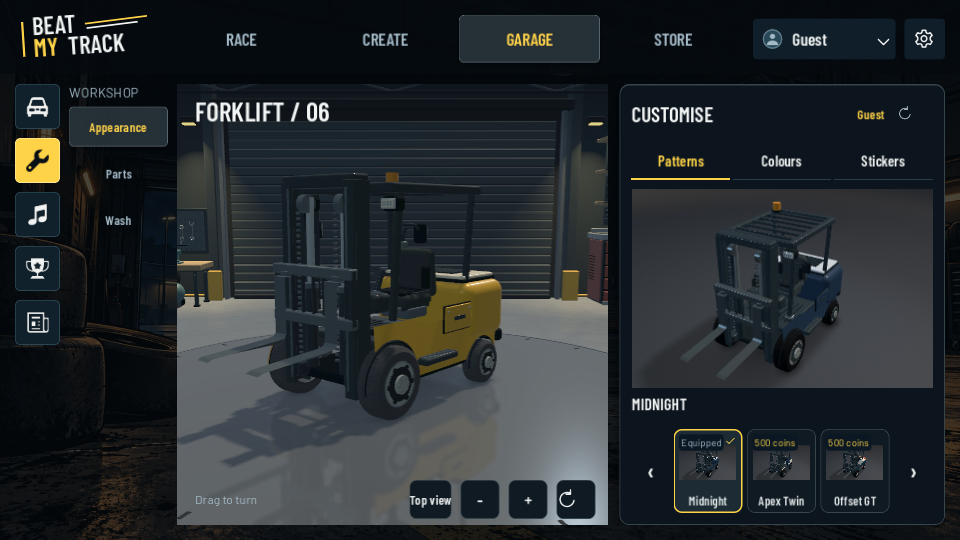 BEAT
MY TRACK
RACE
CREATE
GARAGE
STORE
Guest
WORKSHOP
Appearance
Parts
Wash
FORKLIFT / 06
Drag to turn
Top view
-
+
CUSTOMISE
Guest
Patterns
Colours
Stickers
MIDNIGHT
‹
Equipped ✓
Midnight
500 coins
Apex Twin
500 coins
Offset GT
›